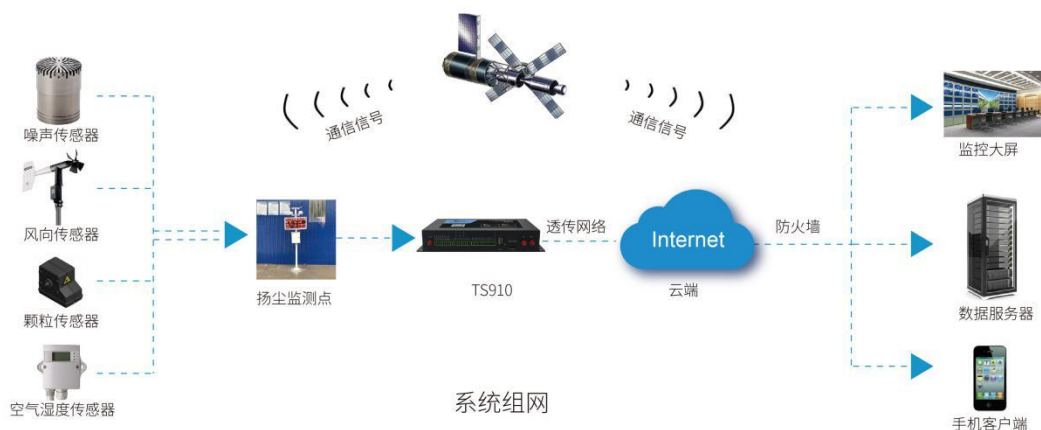 通信信号
通信信号
噪声传感器
风向传感器
颗粒传感器
空气湿度传感器
扬尘监测点
TS910
透传网络
Internet
云端
防火墙
监控大屏
数据服务器
手机客户端
系统组网